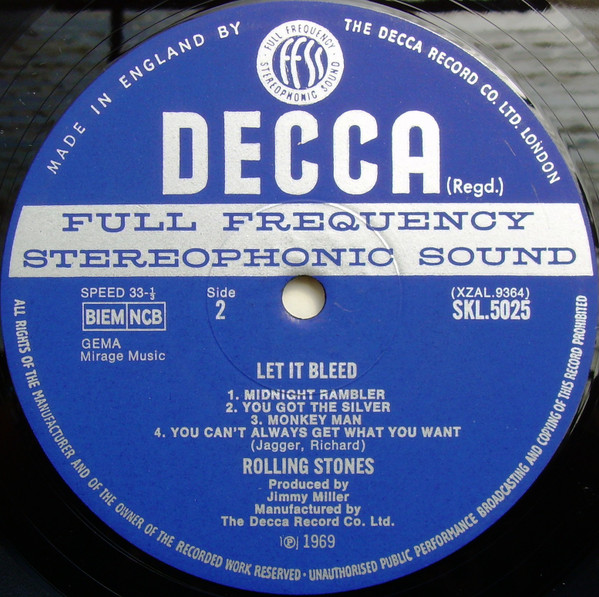 MADE IN ENGLAND BY
THE DECCA RECORD CO. LTD. LONDON
FULL FREQUENCY
ffss
STEREOPHONIC SOUND
DECCA
(Regd.)
FULL FREQUENCY
STEREOPHONIC SOUND
SPEED 33-⅓
Side
(XZAL.9364)
BIEM NCB
2
SKL.5025
GEMA
Mirage Music
LET IT BLEED
1. MIDNIGHT RAMBLER
2. YOU GOT THE SILVER
3. MONKEY MAN
4. YOU CAN'T ALWAYS GET WHAT YOU WANT
(Jagger, Richard)
ROLLING STONES
Produced by
Jimmy Miller
Manufactured by
The Decca Record Co. Ltd.
℗ 1969
ALL RIGHTS OF THE MANUFACTURER AND OF THE OWNER OF THE RECORDED WORK RESERVED · UNAUTHORISED PUBLIC PERFORMANCE BROADCASTING AND COPYING OF THIS RECORD PROHIBITED